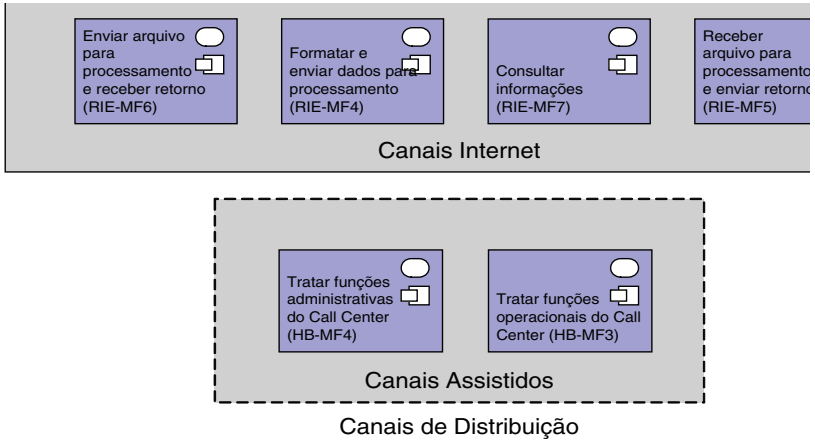 Enviar arquivo
para
processamento
e receber retorno
(RIE-MF6)
Formatar e
enviar dados para
processamento
(RIE-MF4)
Consultar
informações
(RIE-MF7)
Receber
arquivo para
processamento
e enviar retorno
(RIE-MF5)
Canais Internet
Tratar funções
administrativas
do Call Center
(HB-MF4)
Tratar funções
operacionais do Call
Center (HB-MF3)
Canais Assistidos
Canais de Distribuição